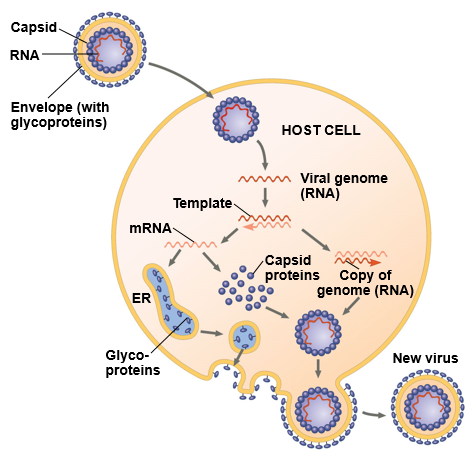 Capsid
RNA
Envelope (with
glycoproteins)
HOST CELL
Viral genome
(RNA)
Template
mRNA
Capsid
proteins
Copy of
genome (RNA)
ER
Glyco-
proteins
New virus